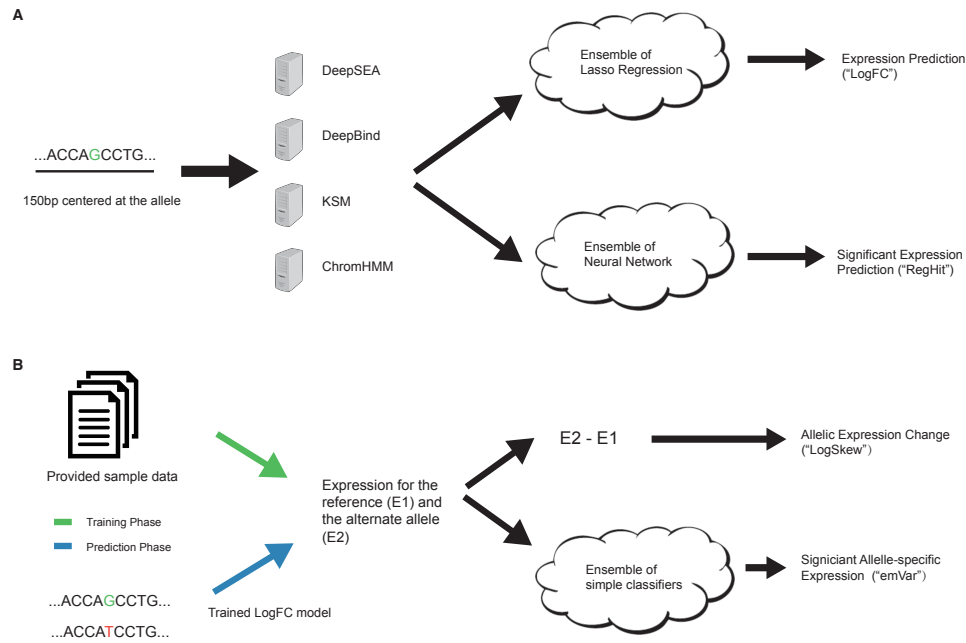 A
DeepSEA
DeepBind
KSM
ChromHMM
...ACCAGCCTG...
150bp centered at the allele
Ensemble of
Lasso Regression
Expression Prediction
(“LogFC”)
Ensemble of
Neural Network
Significant Expression
Prediction (“RegHit”)
B
Provided sample data
Training Phase
Prediction Phase
...ACCAGCCTG...
...ACCATCCTG...
Trained LogFC model
Expression for the
reference (E1) and
the alternate allele
(E2)
E2 - E1
Allelic Expression Change
(“LogSkew”)
Ensemble of
simple classifiers
Signiciant Allele-specific
Expression (“emVar”)